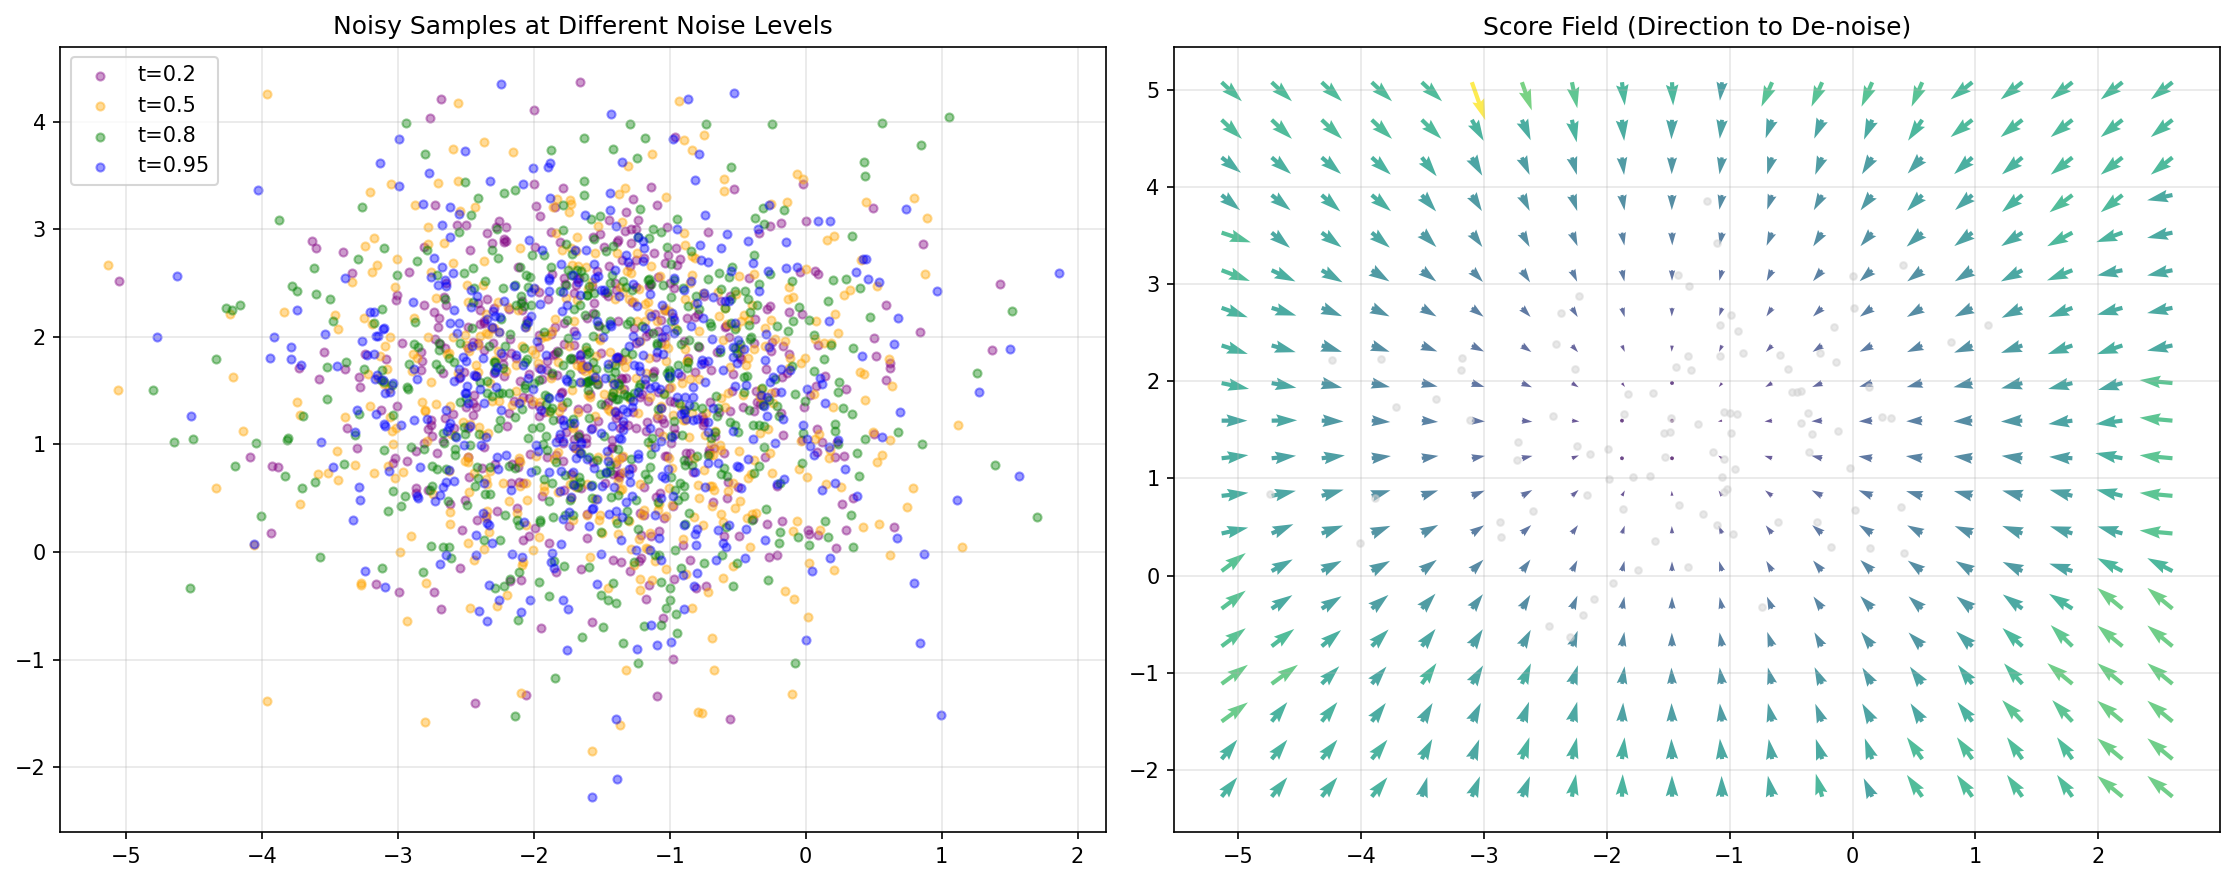 Noisy Samples at Different Noise Levels
t=0.2
t=0.5
t=0.8
t=0.95
4
3
2
1
0
−1
−2
−5 −4 −3 −2 −1 0 1 2
Score Field (Direction to De-noise)
5
4
3
2
1
0
−1
−2
−5 −4 −3 −2 −1 0 1 2